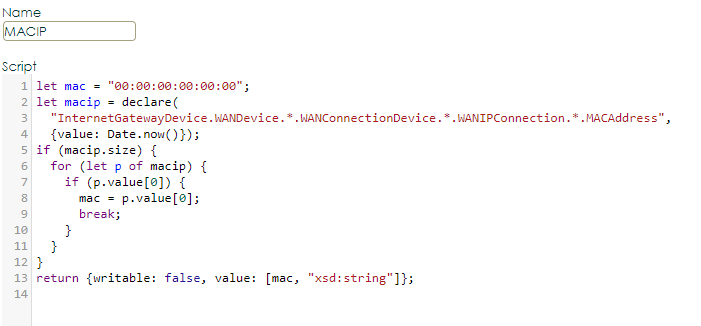 Name
MACIP
Script
1 let mac = "00:00:00:00:00:00";
2 let macip = declare(
3   "InternetGatewayDevice.WANDevice.*.WANConnectionDevice.*.WANIPConnection.*.MACAddress",
4   {value: Date.now()});
5 if (macip.size) {
6   for (let p of macip) {
7     if (p.value[0]) {
8       mac = p.value[0];
9       break;
10     }
11   }
12 }
13 return {writable: false, value: [mac, "xsd:string"]};
14